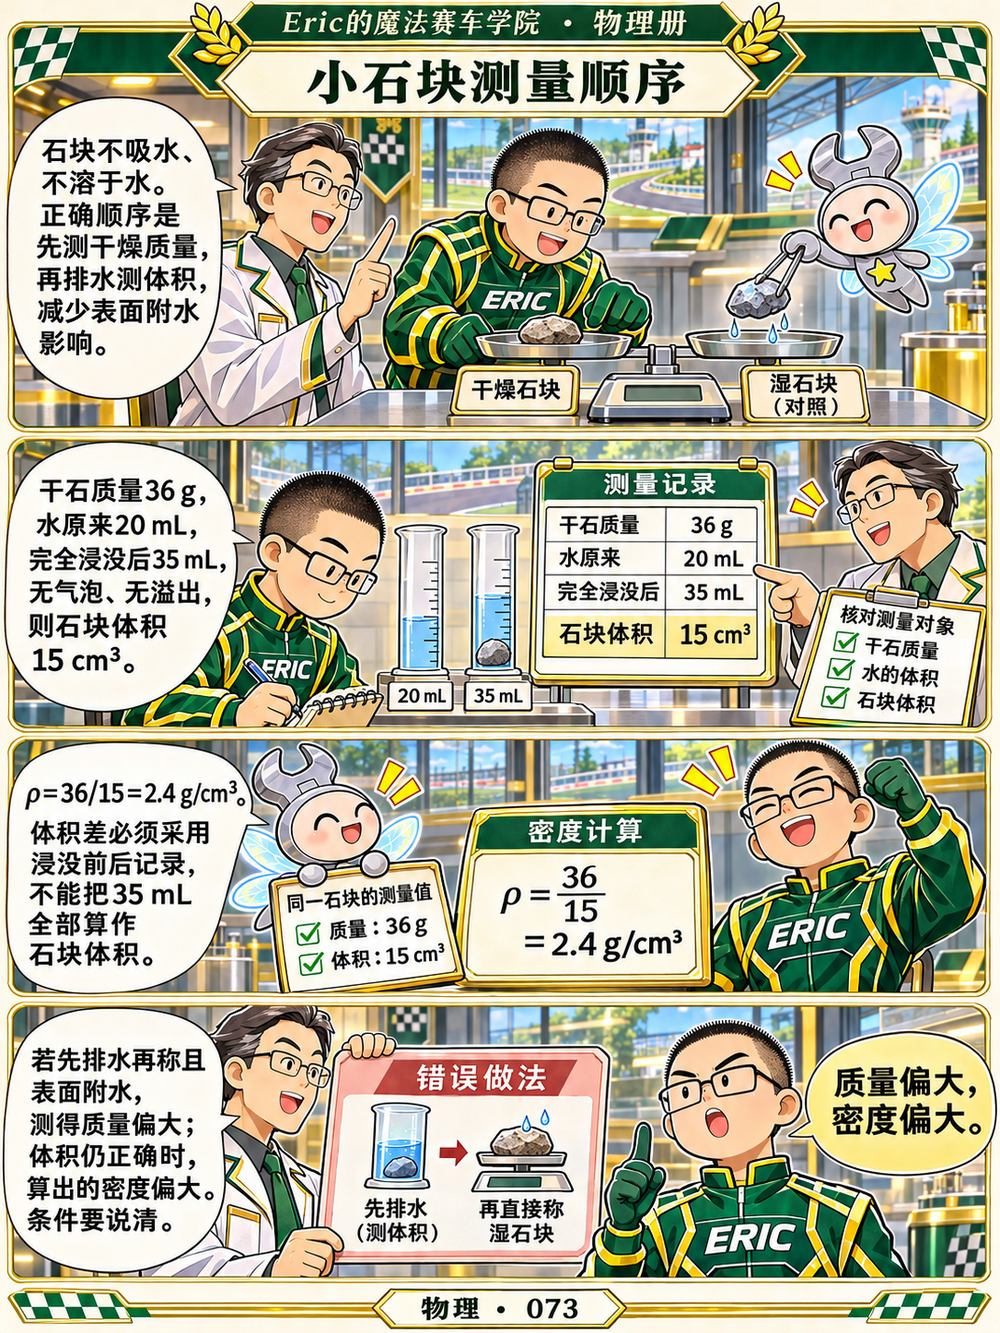 Eric的魔法赛车学院 · 物理册
小石块测量顺序
石块不吸水、
不溶于水。
正确顺序是
先测干燥质量，
再排水测体积，
减少表面附水
影响。
ERIC
干燥石块
湿石块
（对照）
干石质量36 g，
水原来20 mL，
完全浸没后35 mL，
无气泡、无溢出，
则石块体积
15 cm³。
ERIC
20 mL
35 mL
测量记录
干石质量 36 g
水原来 20 mL
完全浸没后 35 mL
石块体积 15 cm³
核对测量对象
干石质量
水的体积
石块体积
ρ=36/15=2.4 g/cm³。
体积差必须采用
浸没前后记录，
不能把35 mL
全部算作
石块体积。
同一石块的测量值
质量：36 g
体积：15 cm³
密度计算
ρ = 36/15
= 2.4 g/cm³
ERIC
若先排水再称且
表面附水，
测得质量偏大；
体积仍正确时，
算出的密度偏大。
条件要说清。
错误做法
先排水
（测体积）
再直接称
湿石块
质量偏大，
密度偏大。
ERIC
物理 · 073